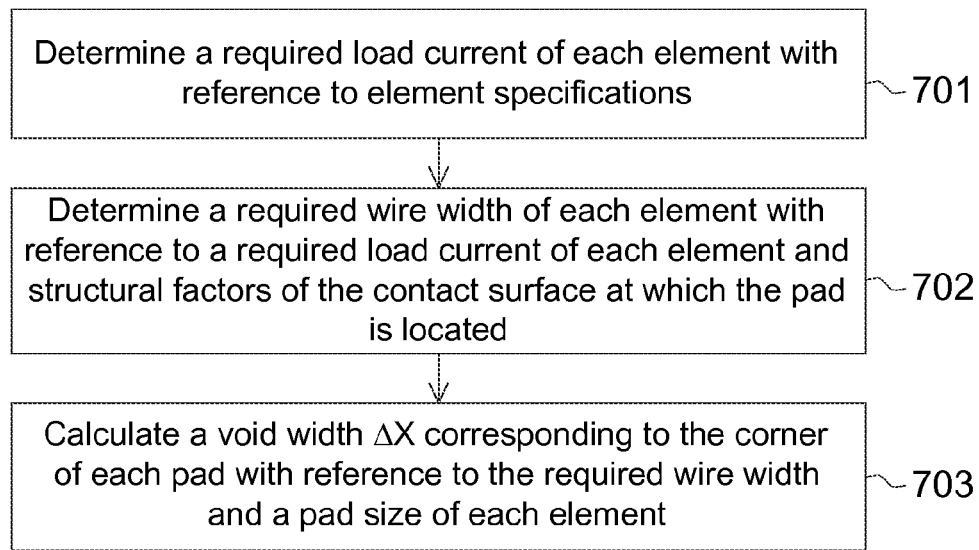 Determine a required load current of each element with
reference to element specifications
701
Determine a required wire width of each element with
reference to a required load current of each element and
structural factors of the contact surface at which the pad
is located
702
Calculate a void width ΔX corresponding to the corner
of each pad with reference to the required wire width
and a pad size of each element
703